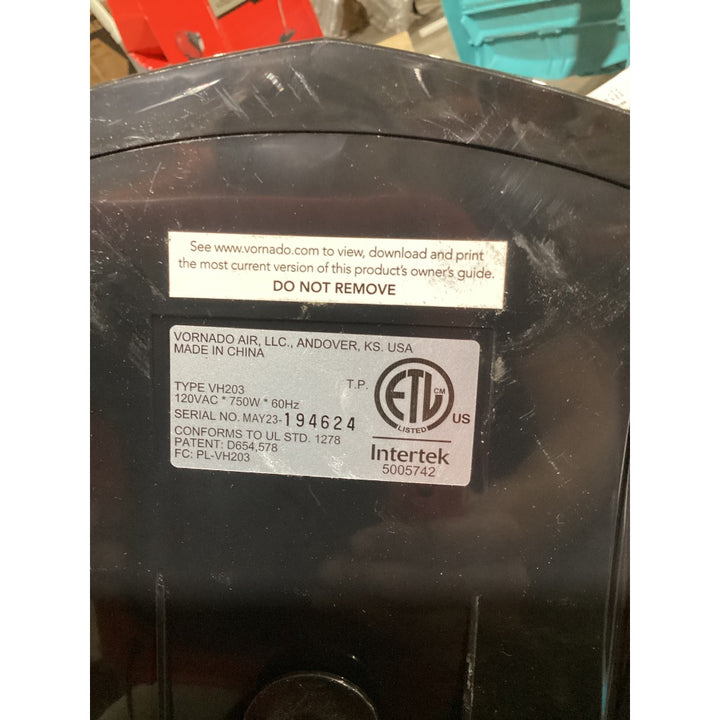 See www.vornado.com to view, download and print
the most current version of this product's owner's guide.
DO NOT REMOVE
VORNADO AIR, LLC., ANDOVER, KS. USA
MADE IN CHINA
TYPE VH203
T.P.
120VAC * 750W * 60Hz
SERIAL NO. MAY23-194624
CONFORMS TO UL STD. 1278
PATENT: D654,578
FC: PL-VH203
ETL CM
LISTED
US
Intertek
5005742